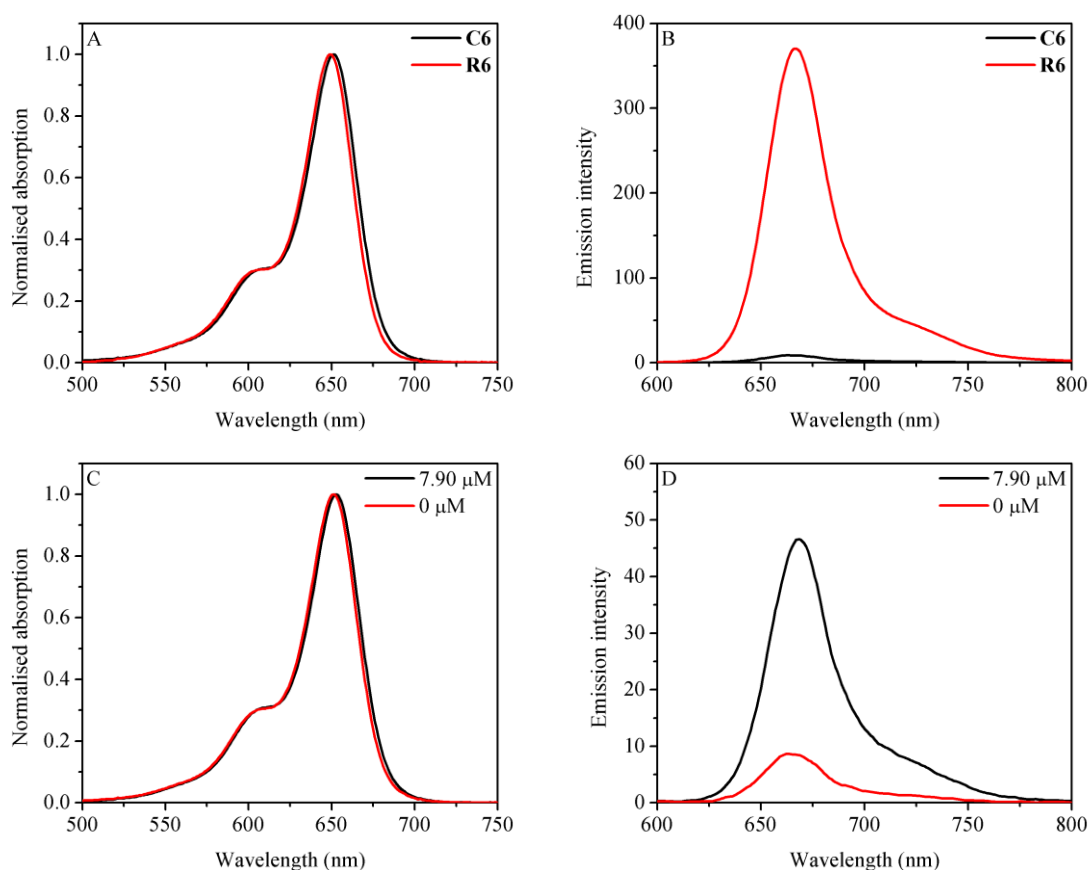 A
C6
R6
Normalised absorption
1.0
0.8
0.6
0.4
0.2
0.0
500 550 600 650 700 750
Wavelength (nm)
B
C6
R6
Emission intensity
400
300
200
100
0
600 650 700 750 800
Wavelength (nm)
C
7.90 μM
0 μM
Normalised absorption
1.0
0.8
0.6
0.4
0.2
0.0
500 550 600 650 700 750
Wavelength (nm)
D
7.90 μM
0 μM
Emission intensity
60
50
40
30
20
10
0
600 650 700 750 800
Wavelength (nm)